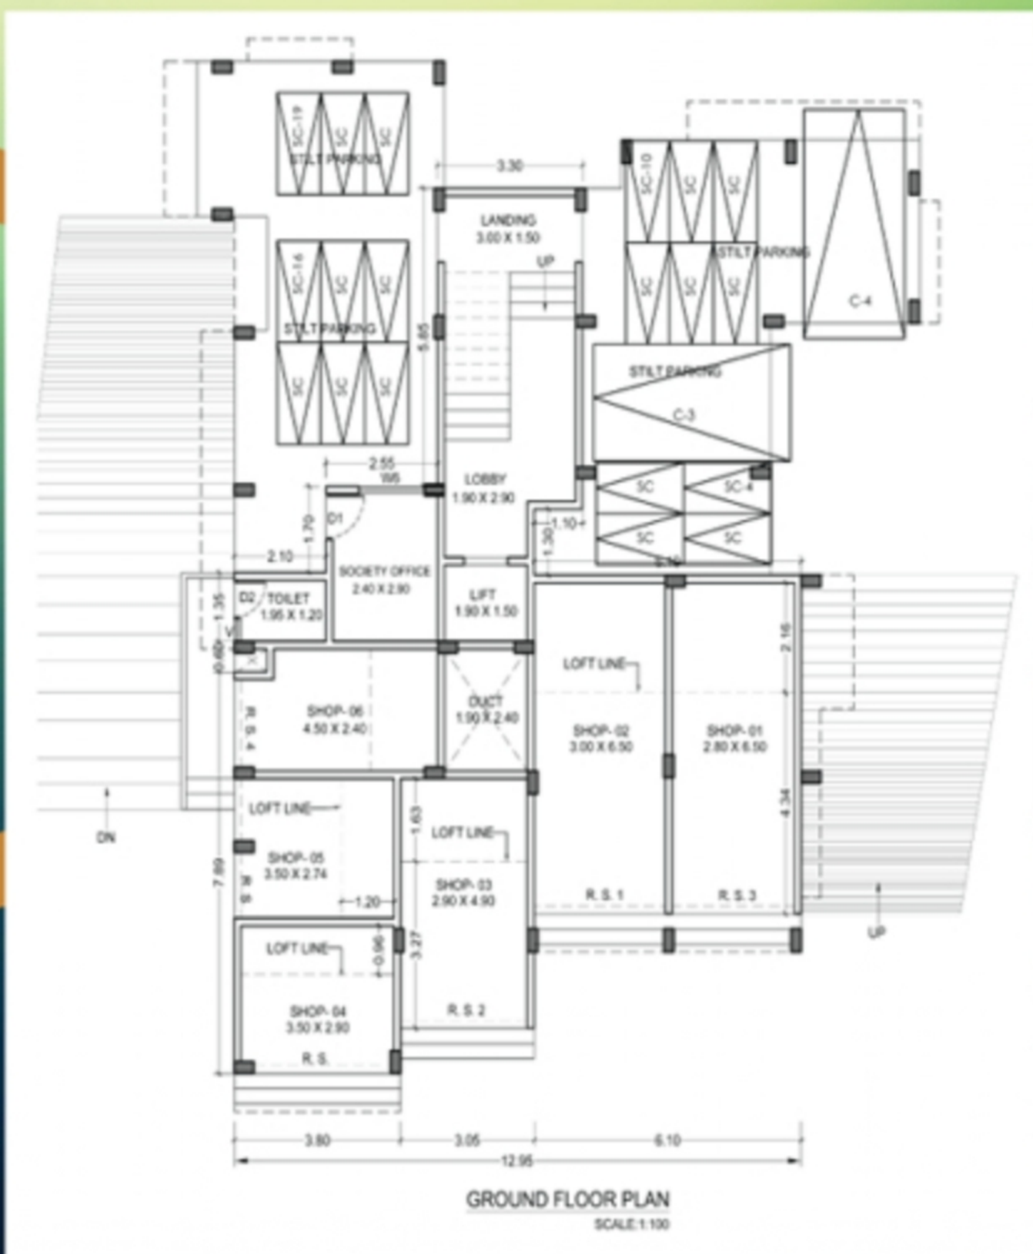 SC-19 SC SC
STILT PARKING
3.30
SC-10 SC SC
LANDING
3.00 X 1.50
UP
STILT PARKING
SC-16 SC SC
SC SC SC
C-4
STILT PARKING
5.85
STILT PARKING
SC SC SC
C-3
2.55
W6
LOBBY
1.90 X 2.90
SC SC-4
D1
1.70
1.10
1.30
SC SC
2.10
SOCIETY OFFICE
2.40 X 2.90
LIFT
1.90 X 1.50
D2 TOILET
1.95 X 1.20
1.35
V
0.60
2.16
LOFT LINE
SHOP- 06
4.50 X 2.40
DUCT
1.90 X 2.40
R. S. 4
SHOP- 02
3.00 X 6.50
SHOP- 01
2.80 X 6.50
LOFT LINE
1.63
4.34
DN
LOFT LINE
SHOP- 05
3.50 X 2.74
7.89
R. S
SHOP- 03
2.90 X 4.90
1.20
R. S. 1
R. S. 3
UP
LOFT LINE
0.96
3.27
SHOP- 04
3.50 X 2.90
R. S. 2
R. S.
3.80 3.05 6.10
12.95
GROUND FLOOR PLAN
SCALE:1:100